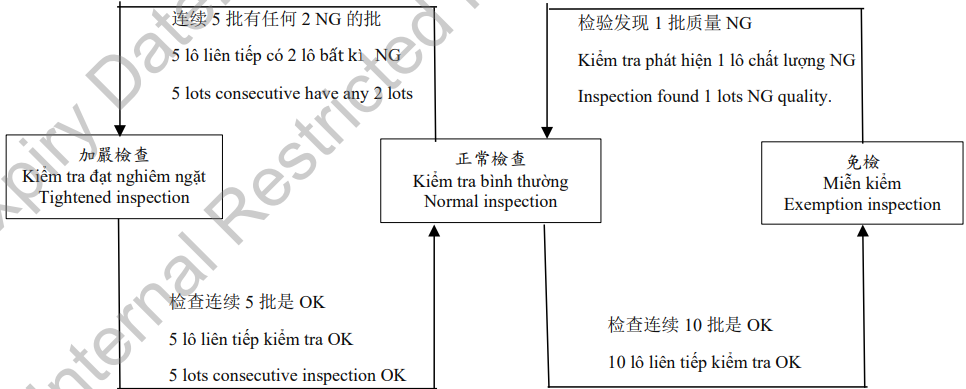 连续 5 批有任何 2 NG 的批
5 lô liên tiếp có 2 lô bất kì NG
5 lots consecutive have any 2 lots
检验发现 1 批质量 NG
Kiểm tra phát hiện 1 lô chất lượng NG
Inspection found 1 lots NG quality.
加嚴檢查
Kiểm tra đạt nghiêm ngặt
Tightened inspection
正常檢查
Kiểm tra bình thường
Normal inspection
免檢
Miễn kiểm
Exemption inspection
检查连续 5 批是 OK
5 lô liên tiếp kiểm tra OK
5 lots consecutive inspection OK
检查连续 10 批是 OK
10 lô liên tiếp kiểm tra OK
xpiry Date
Internal Restricted